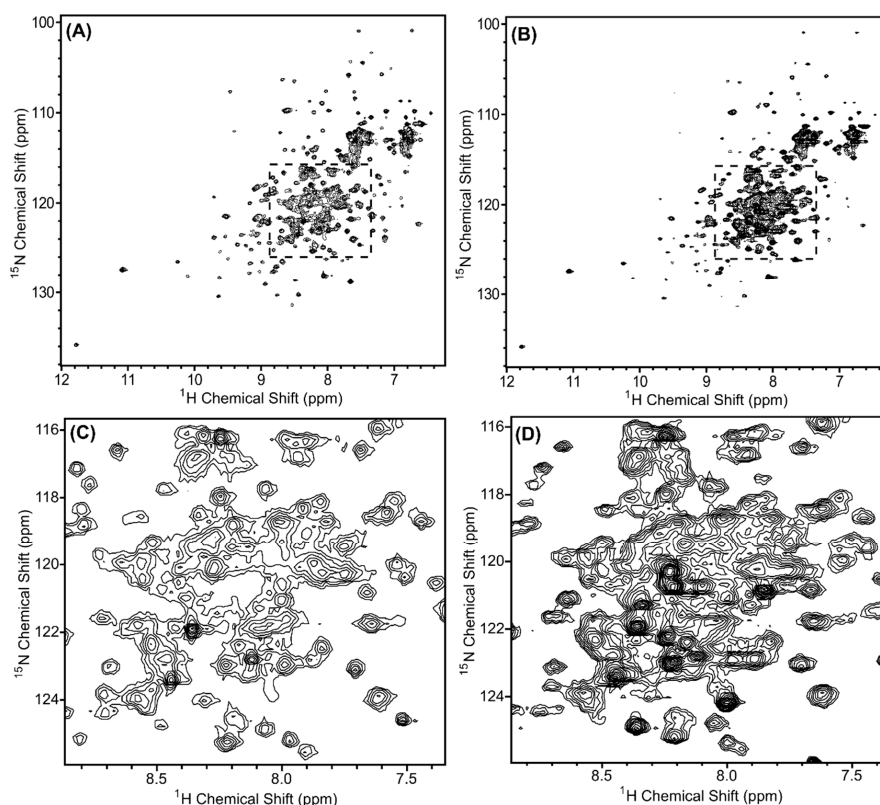 (A)
100
110
120
130
¹⁵N Chemical Shift (ppm)
12 11 10 9 8 7
¹H Chemical Shift (ppm)
(B)
100
110
120
130
¹⁵N Chemical Shift (ppm)
12 11 10 9 8 7
¹H Chemical Shift (ppm)
(C)
116
118
120
122
124
¹⁵N Chemical Shift (ppm)
8.5 8.0 7.5
¹H Chemical Shift (ppm)
(D)
116
118
120
122
124
¹⁵N Chemical Shift (ppm)
8.5 8.0 7.5
¹H Chemical Shift (ppm)